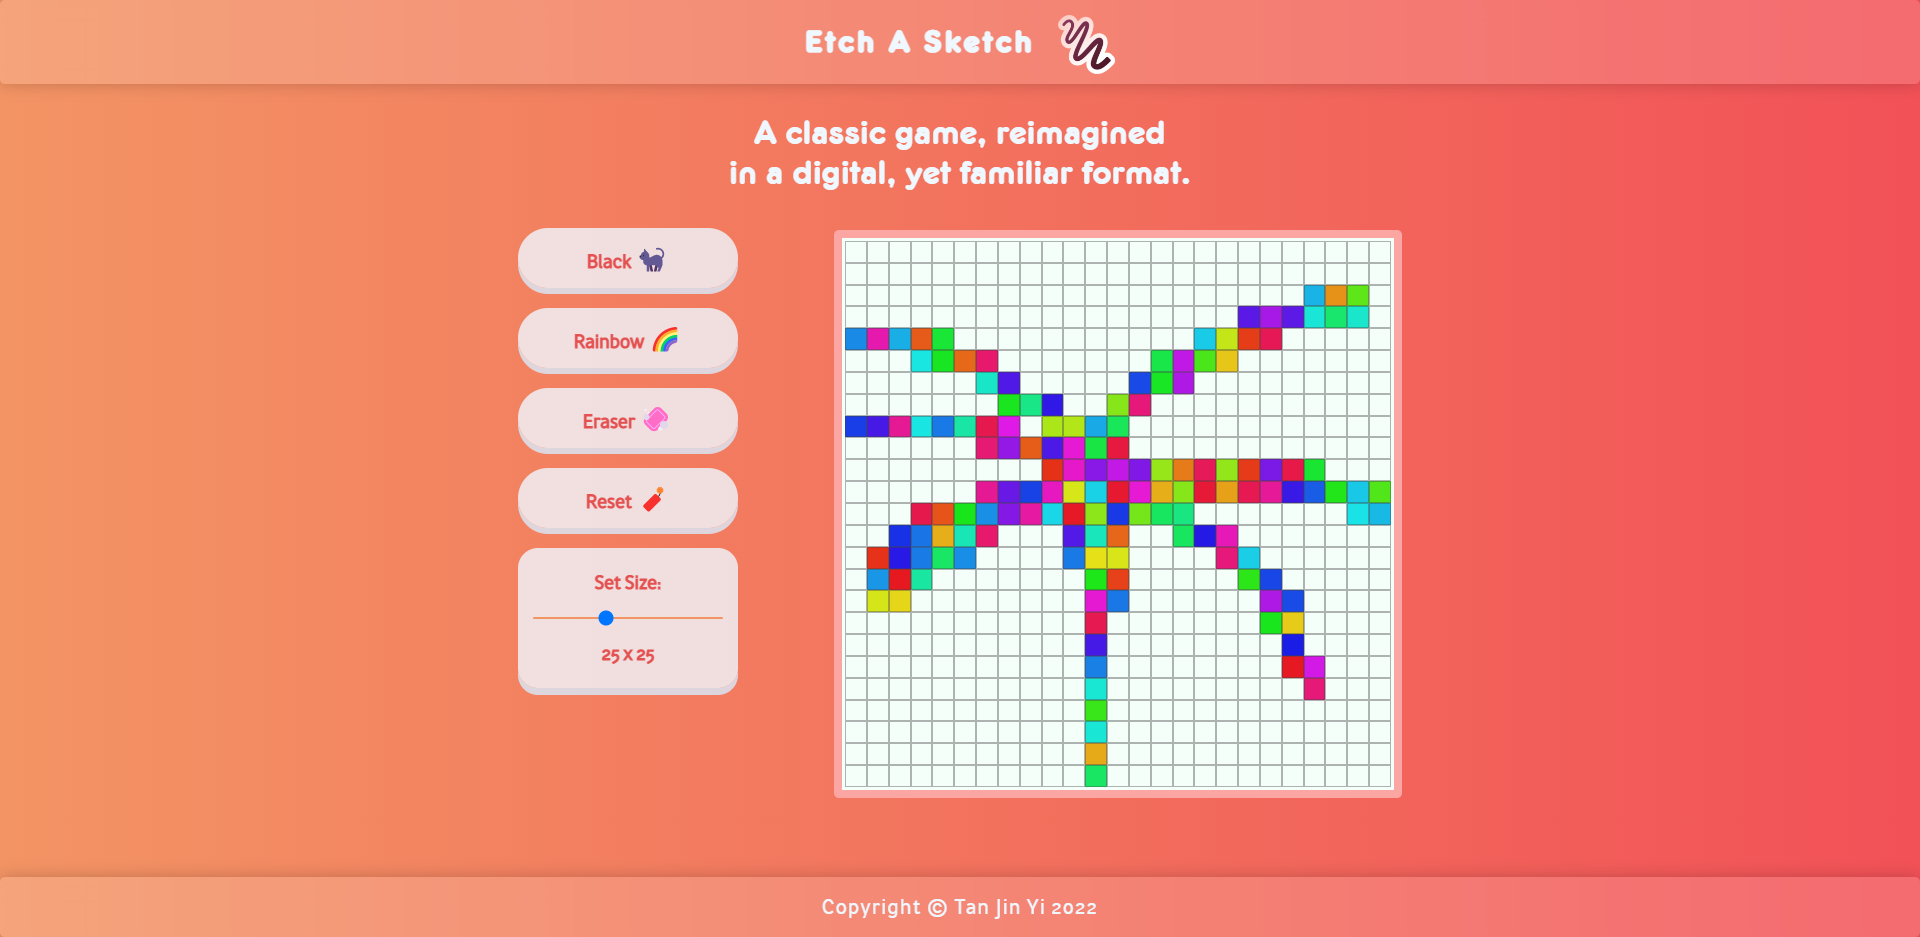 Etch A Sketch
A classic game, reimagined
in a digital, yet familiar format.
Black
Rainbow
Eraser
Reset
Set Size:
25 x 25
Copyright © Tan Jin Yi 2022